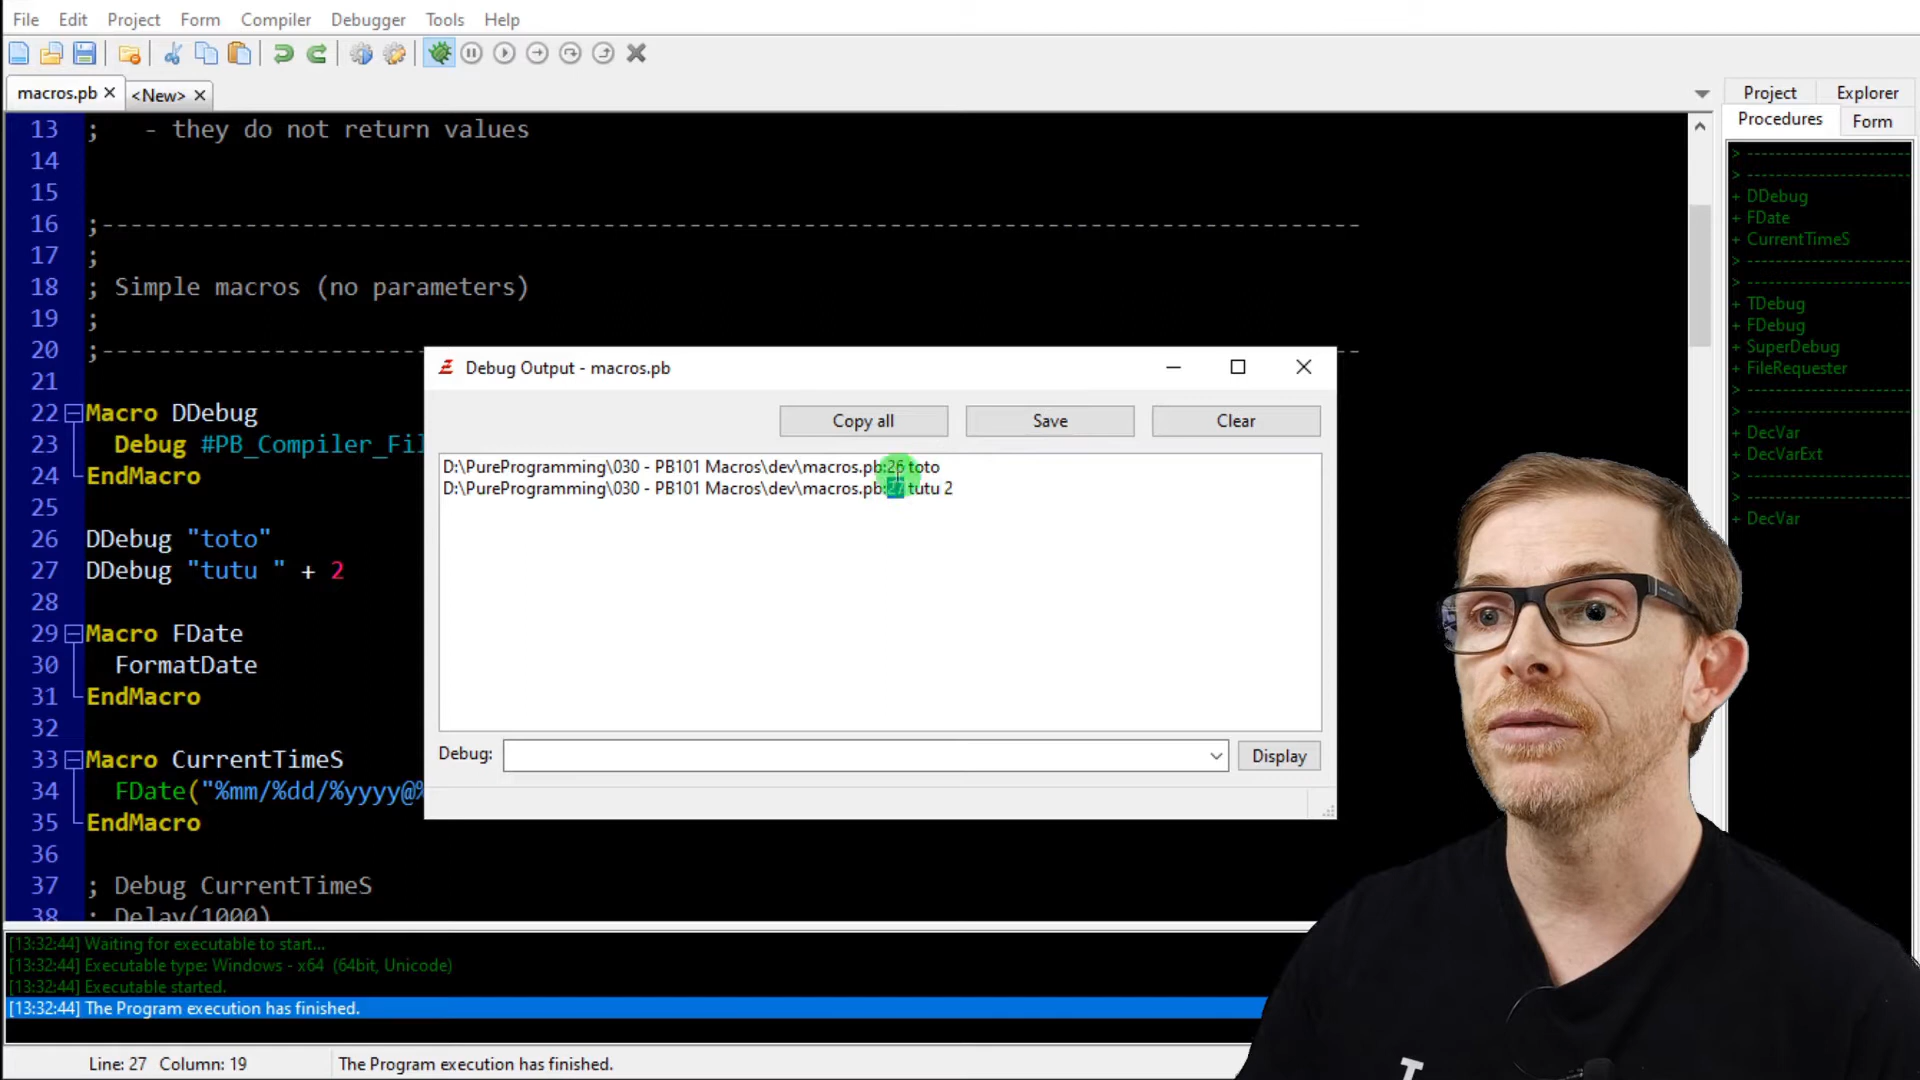 File Edit Project Form Compiler Debugger Tools Help
macros.pb <New>
Project Explorer
Procedures Form
13 ;   - they do not return values
14
15
16 ;----------------------------------------------------------------------------------------
17 ;
18 ; Simple macros (no parameters)
19 ;
20 ;----------------------------------------------------------------------------------------
21
22 Macro DDebug
23 Debug #PB_Compiler_Fil
24 EndMacro
25
26 DDebug "toto"
27 DDebug "tutu " + 2
28
29 Macro FDate
30 FormatDate
31 EndMacro
32
33 Macro CurrentTimeS
34 FDate("%mm/%dd/%yyyy@%
35 EndMacro
36
37 ; Debug CurrentTimeS
38 ; Delay(1000)
Debug Output - macros.pb
Copy all Save Clear
D:\PureProgramming\030 - PB101 Macros\dev\macros.pb:26 toto
D:\PureProgramming\030 - PB101 Macros\dev\macros.pb:27 tutu 2
Debug: Display
> ----------------------
> ----------------------
+ DDebug
+ FDate
+ CurrentTimeS
> ----------------------
> ----------------------
+ TDebug
+ FDebug
+ SuperDebug
+ FileRequester
> ----------------------
> ----------------------
+ DecVar
+ DecVarExt
> ----------------------
> ----------------------
+ DecVar
[13:32:44] Waiting for executable to start...
[13:32:44] Executable type: Windows - x64 (64bit, Unicode)
[13:32:44] Executable started.
[13:32:44] The Program execution has finished.
Line: 27 Column: 19 The Program execution has finished.